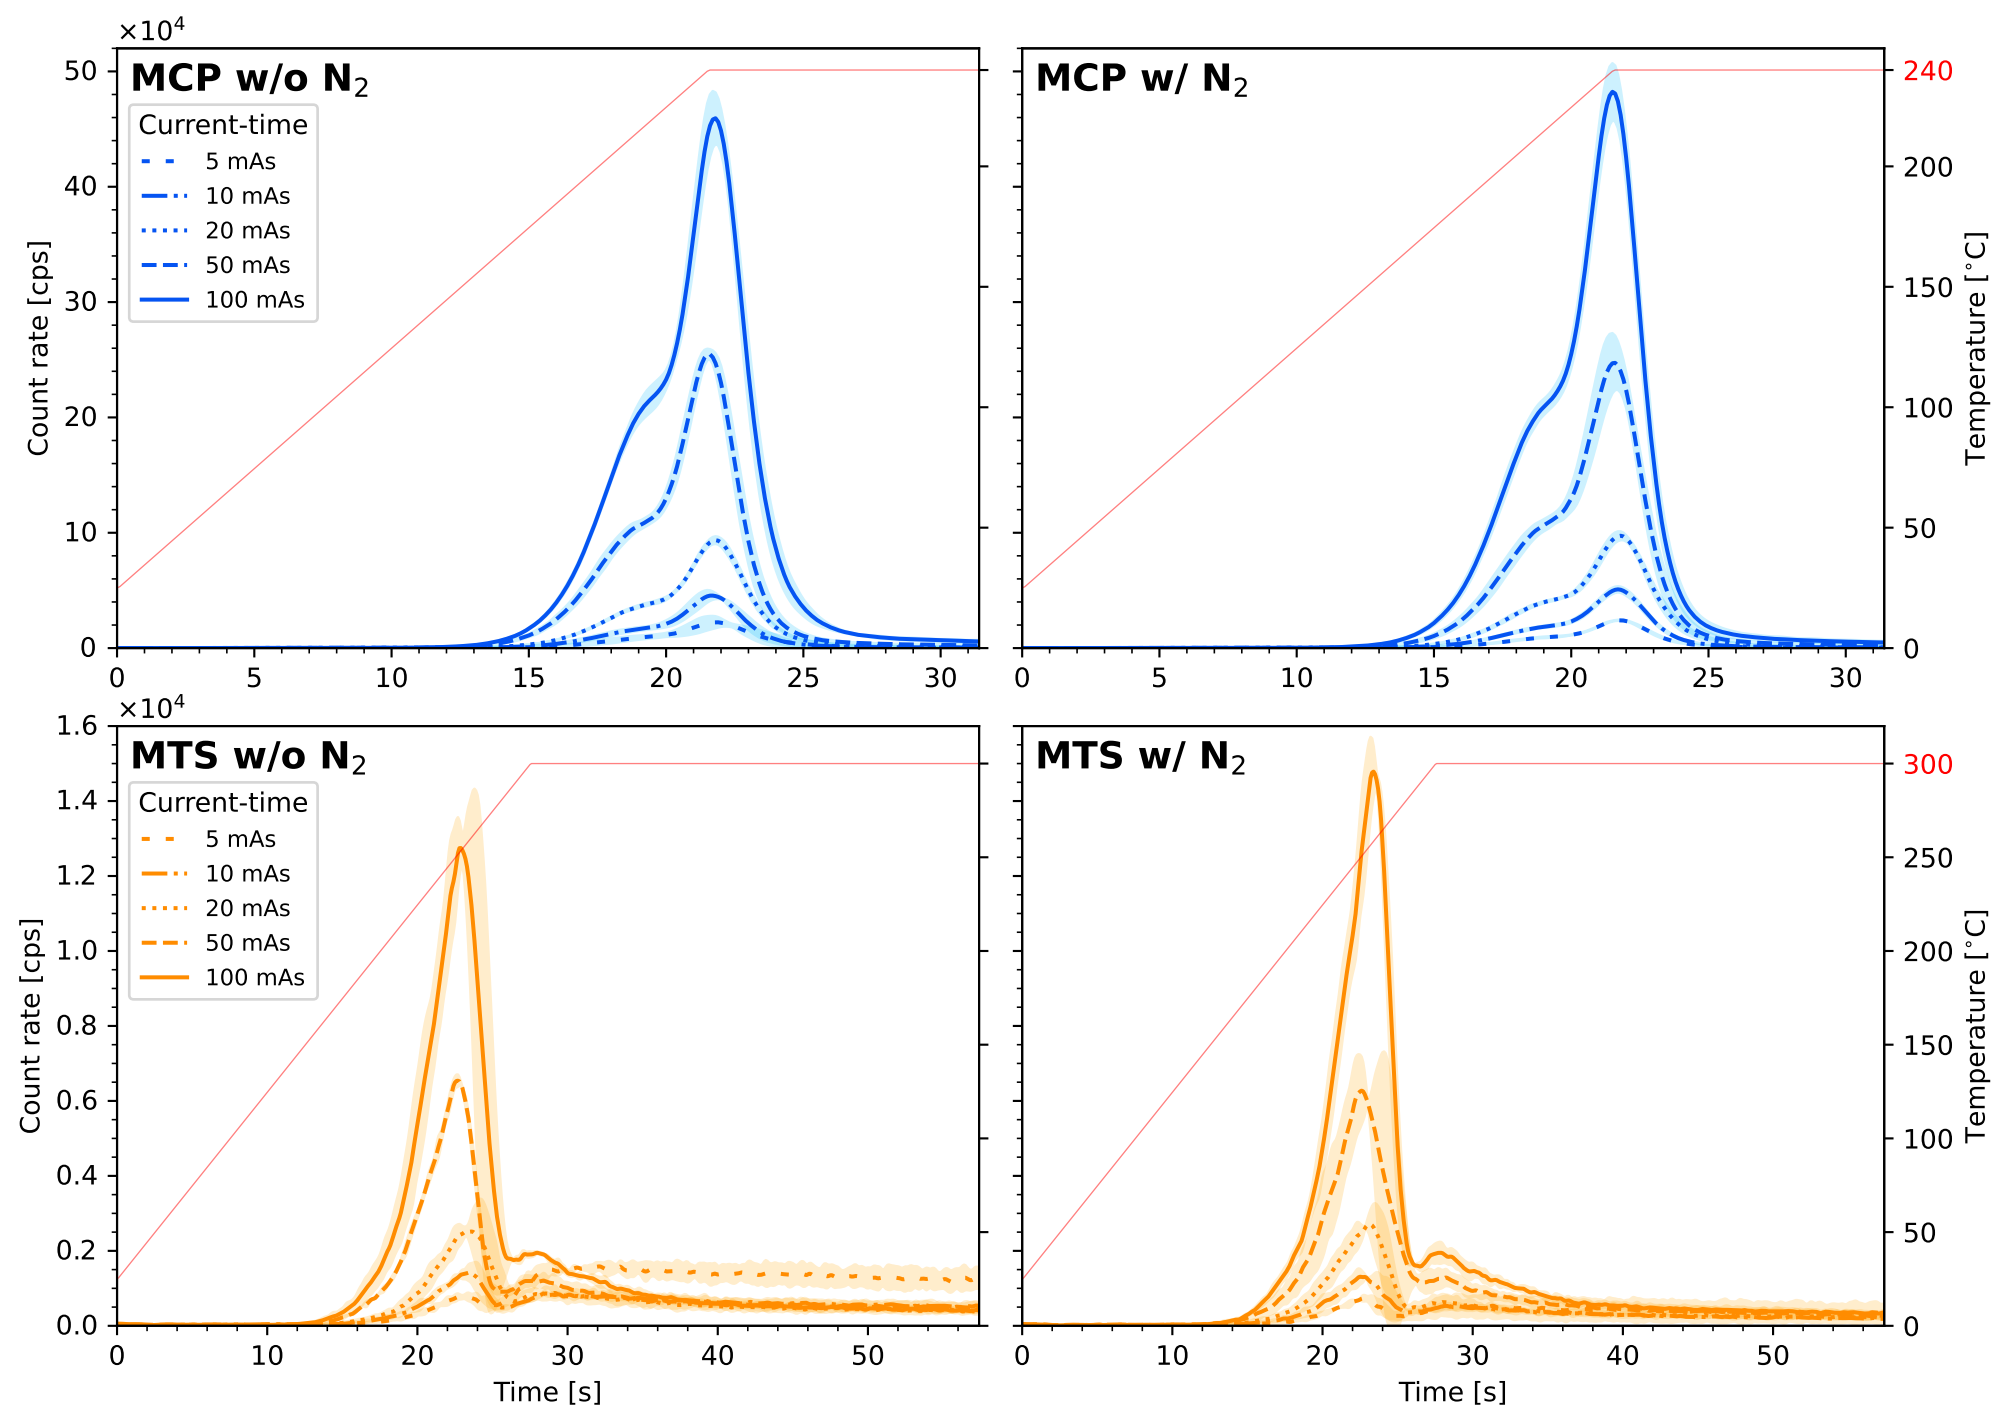 ×10⁴
MCP w/o N₂
Current-time
5 mAs
10 mAs
20 mAs
50 mAs
100 mAs
50
40
30
20
10
0
Count rate [cps]
0 5 10 15 20 25 30
MCP w/ N₂
240
200
150
100
50
0
Temperature [°C]
0 5 10 15 20 25 30
×10⁴
MTS w/o N₂
Current-time
5 mAs
10 mAs
20 mAs
50 mAs
100 mAs
1.6
1.4
1.2
1.0
0.8
0.6
0.4
0.2
0.0
Count rate [cps]
0 10 20 30 40 50
Time [s]
MTS w/ N₂
300
250
200
150
100
50
0
Temperature [°C]
0 10 20 30 40 50
Time [s]